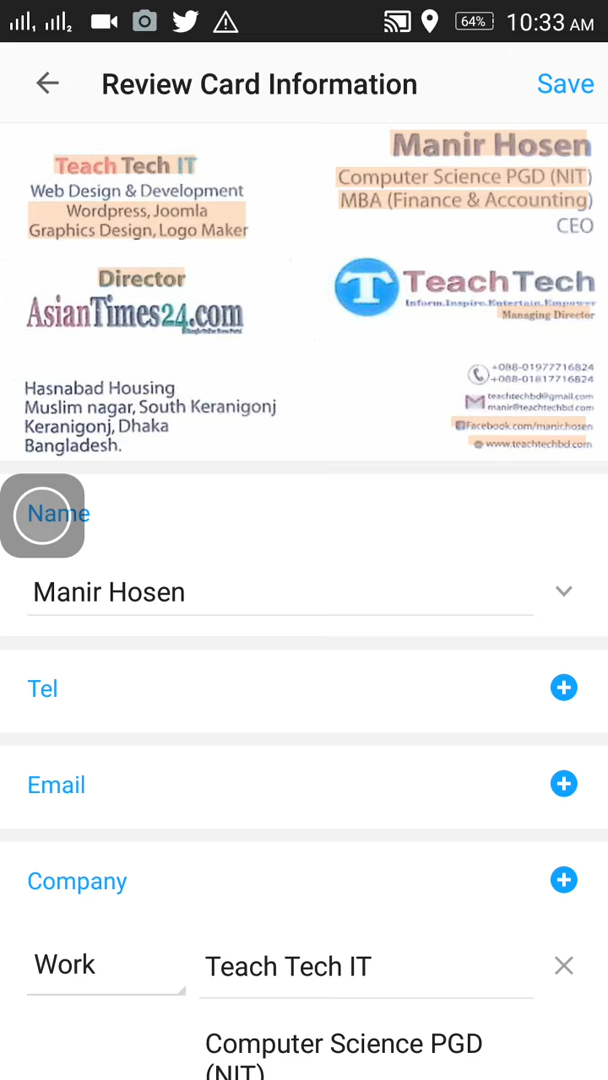 64%
10:33 AM
Review Card Information
Save
Teach Tech IT
Web Design & Development
Wordpress, Joomla
Graphics Design, Logo Maker
Director
AsianTimes24.com
Hasnabad Housing
Muslim nagar, South Keranigonj
Keranigonj, Dhaka
Bangladesh.
Manir Hosen
Computer Science PGD (NIT)
MBA (Finance & Accounting)
CEO
TeachTech
Inform.Inspire.Entertain.Empower
Managing Director
+088-01977716824
+088-01817716824
teachtechbd@gmail.com
manir@teachtechbd.com
Facebook.com/manir.hosen
www.teachtechbd.com
Name
Manir Hosen
Tel
Email
Company
Work
Teach Tech IT
Computer Science PGD
(NIT)